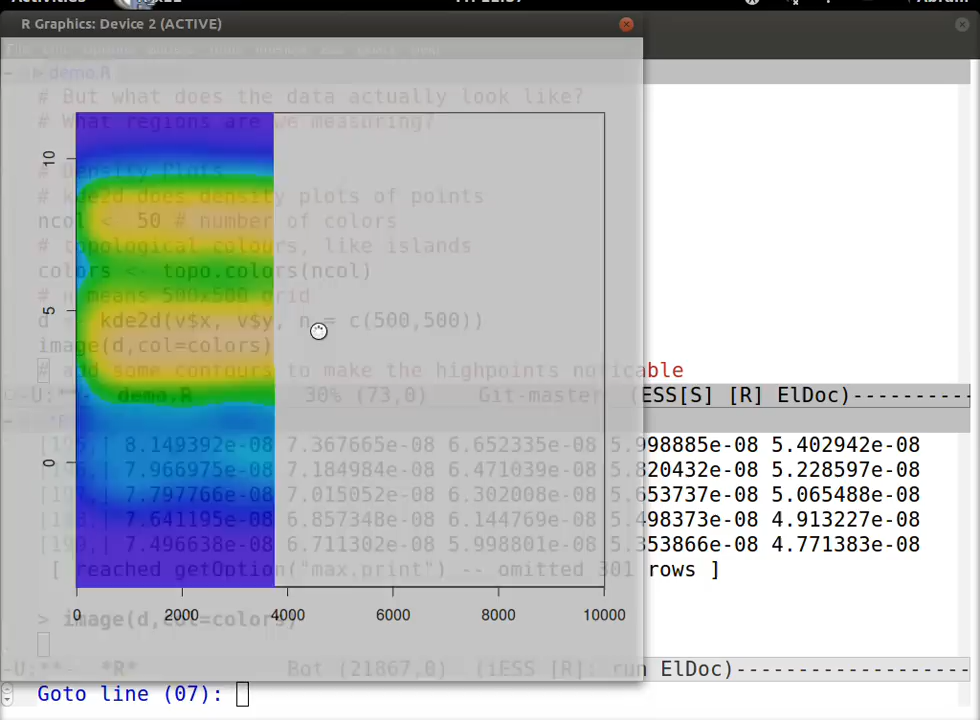 R Graphics: Device 2 (ACTIVE)
demo.R
# But what does the data actually look like?
# What regions are we measuring?
# Density Plots
# kde2d does density plots of points
ncol < 50 # number of colors
# topological colours, like islands
colors <- topo.colors(ncol)
# n means 500x500 grid
d kde2d(v$x, v$y, n = c(500,500))
image(d,col=colors)
# add some contours to make the highpoints noticable
-U:**- demo.R 30% (73,0) Git-master (ESS[S] [R] ElDoc)----------
8.149392e-08 7.367665e-08 6.652335e-08 5.998885e-08 5.402942e-08
7.966975e-08 7.184984e-08 6.471039e-08 5.820432e-08 5.228597e-08
7.797766e-08 7.015052e-08 6.302008e-08 5.653737e-08 5.065488e-08
7.641195e-08 6.857348e-08 6.144769e-08 5.498373e-08 4.913227e-08
[199,] 7.496638e-08 6.711302e-08 5.998801e-08 5.353866e-08 4.771383e-08
[ reached getOption("max.print") -- omitted 301 rows ]
10
5
0
0 2000 4000 6000 8000 10000
> image(d,col=colors)
-U:**- *R* Bot (21867,0) (iESS [R]: run ElDoc)-------------------
Goto line (07):